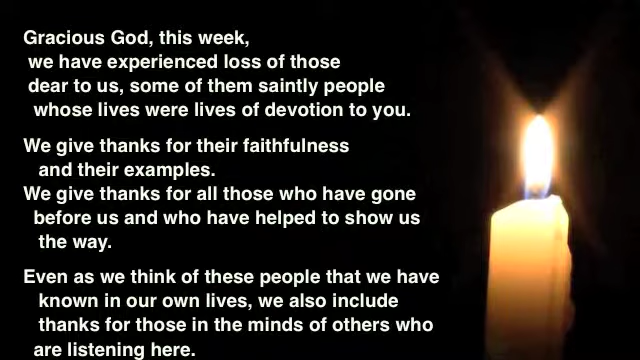 Gracious God, this week,
we have experienced loss of those
dear to us, some of them saintly people
whose lives were lives of devotion to you.
We give thanks for their faithfulness
and their examples.
We give thanks for all those who have gone
before us and who have helped to show us
the way.
Even as we think of these people that we have
known in our own lives, we also include
thanks for those in the minds of others who
are listening here.